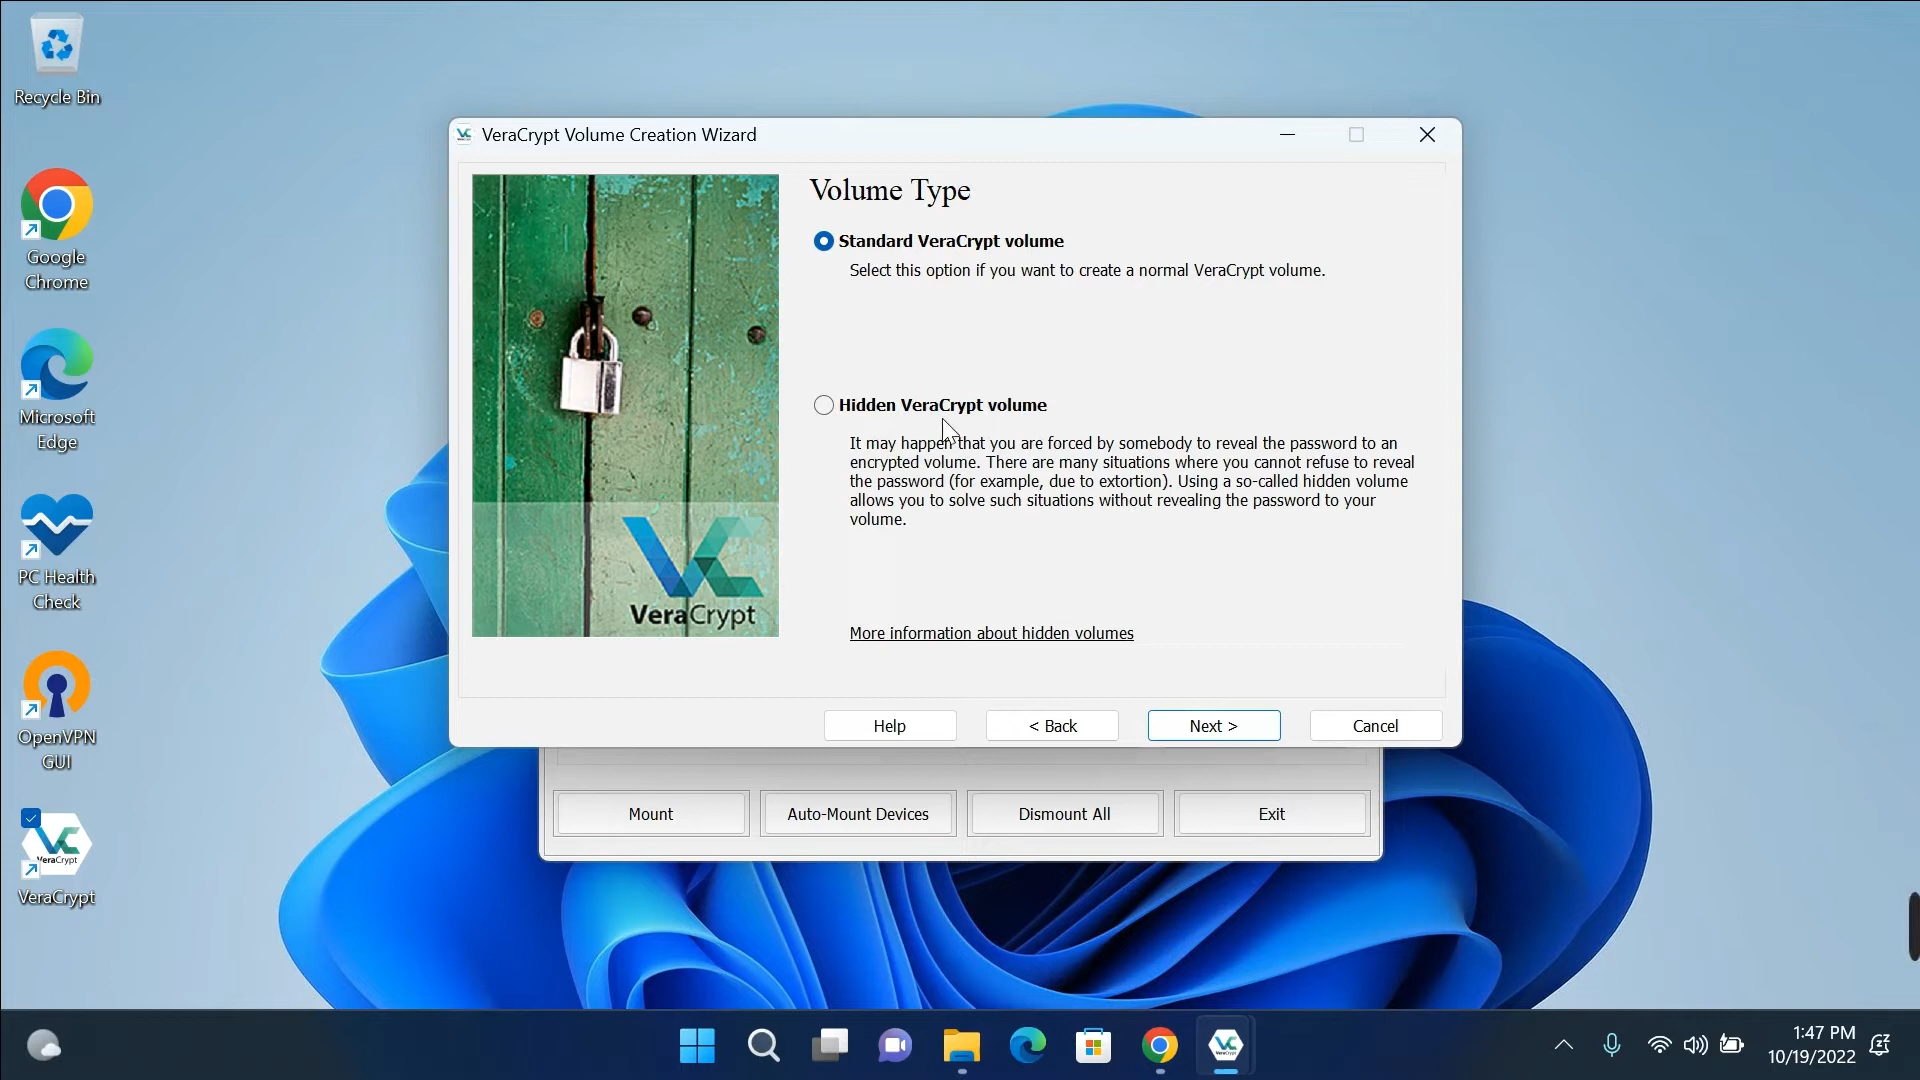 Recycle Bin
Google
Chrome
Microsoft
Edge
PC Health
Check
OpenVPN
GUI
VeraCrypt
VeraCrypt
VeraCrypt Volume Creation Wizard
VeraCrypt
Volume Type
Standard VeraCrypt volume
Select this option if you want to create a normal VeraCrypt volume.
Hidden VeraCrypt volume
It may happen that you are forced by somebody to reveal the password to an
encrypted volume. There are many situations where you cannot refuse to reveal
the password (for example, due to extortion). Using a so-called hidden volume
allows you to solve such situations without revealing the password to your
volume.
More information about hidden volumes
Help
< Back
Next >
Cancel
Mount
Auto-Mount Devices
Dismount All
Exit
VeraCrypt
1:47 PM
10/19/2022